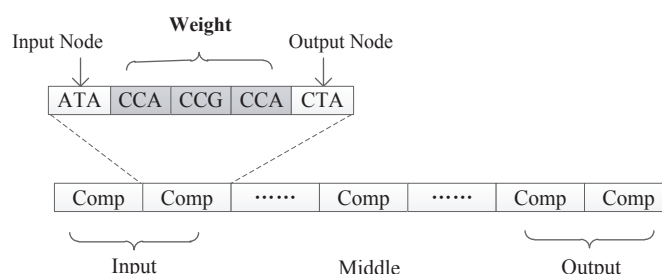 Weight
Input Node Output Node
ATA CCA CCG CCA CTA
Comp Comp ...... Comp ...... Comp Comp
Input Middle Output